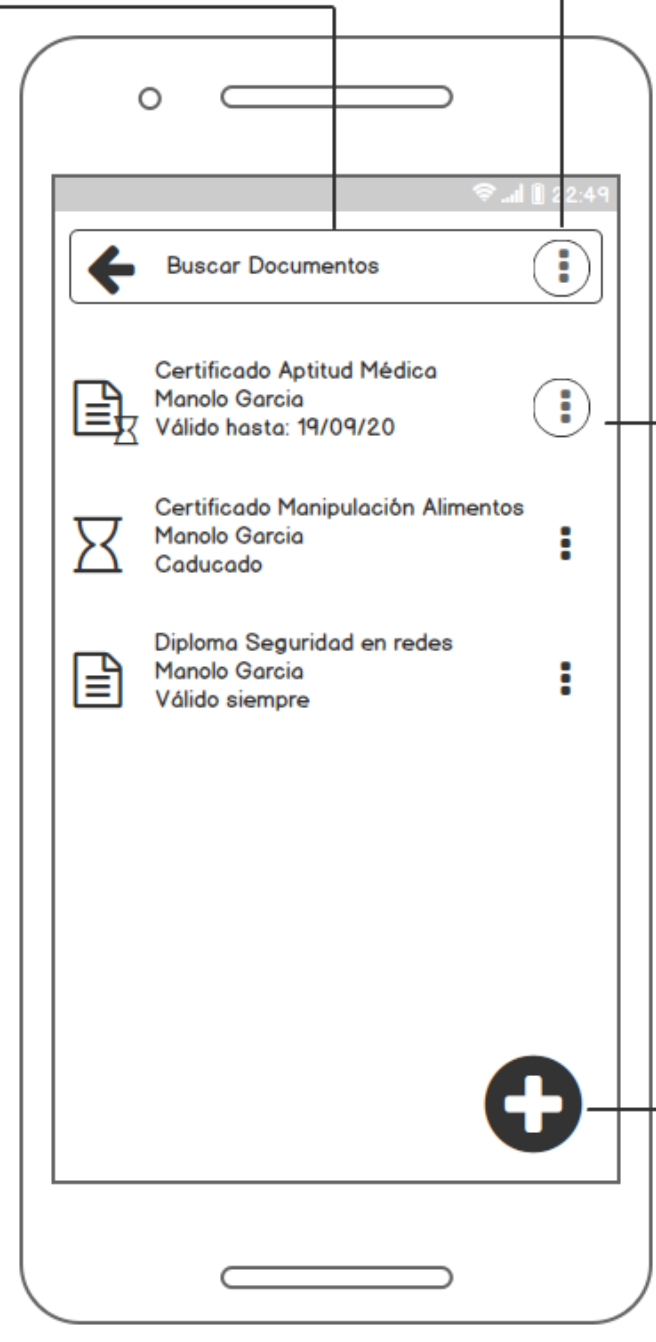 22:49
Buscar Documentos
Certificado Aptitud Médica
Manolo Garcia
Válido hasta: 19/09/20
Certificado Manipulación Alimentos
Manolo Garcia
Caducado
Diploma Seguridad en redes
Manolo Garcia
Válido siempre